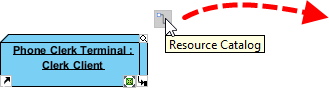 Phone Clerk Terminal :
Clerk Client
Resource Catalog